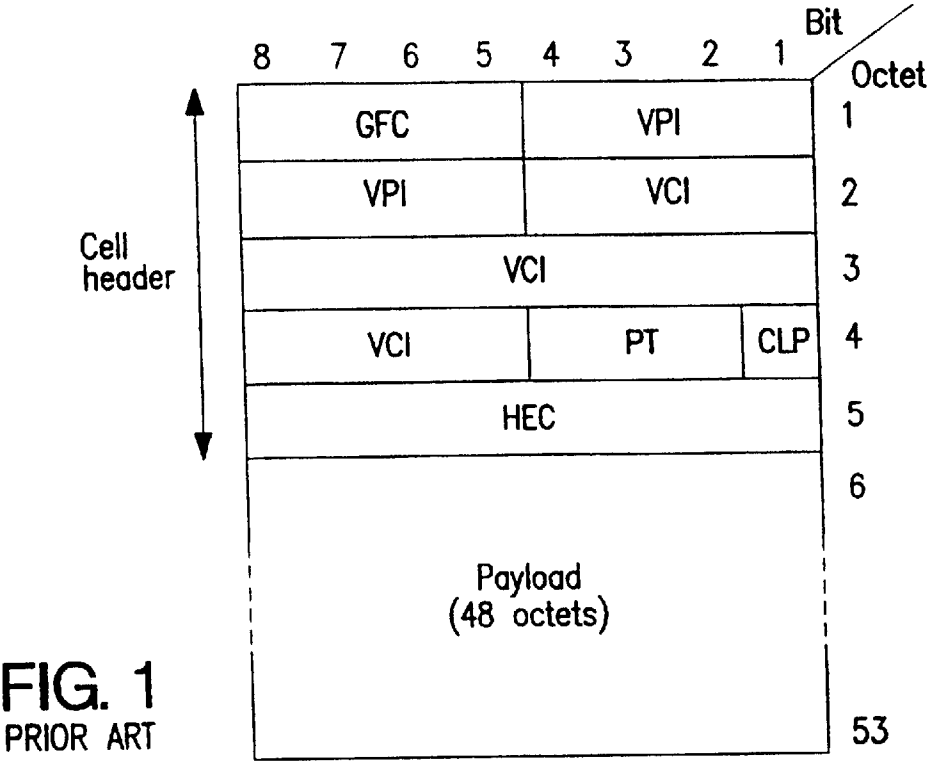 Bit
8 7 6 5 4 3 2 1
Octet
GFC VPI 1
VPI VCI 2
Cell
header
VCI 3
VCI PT CLP 4
HEC 5
6
Payload
(48 octets)
FIG. 1
PRIOR ART
53